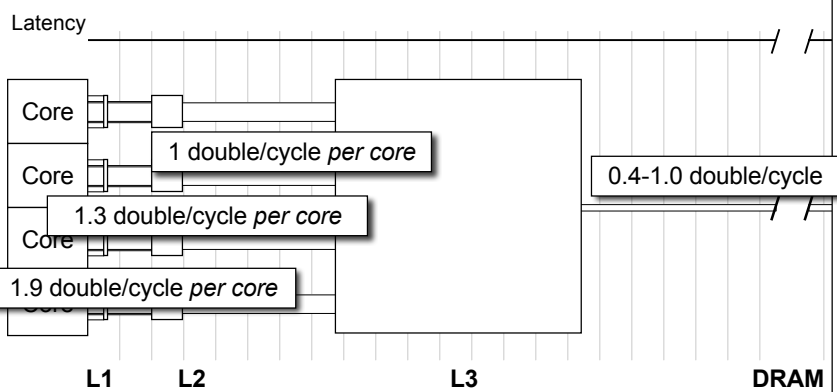 Latency
Core
1 double/cycle per core
Core
0.4-1.0 double/cycle
1.3 double/cycle per core
Core
1.9 double/cycle per core
L1 L2 L3 DRAM